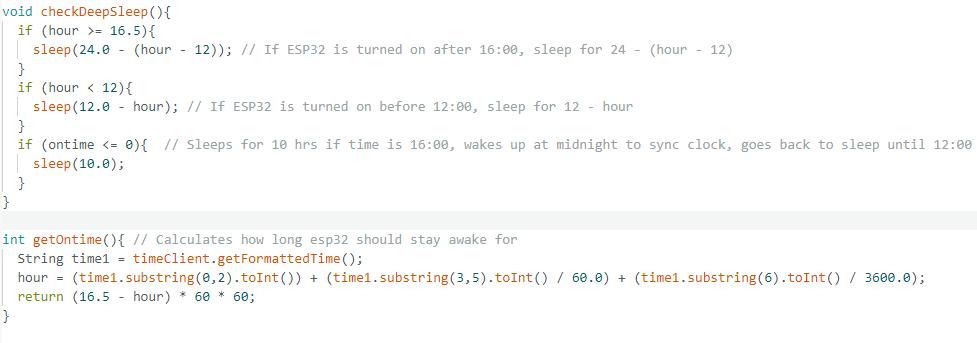 void checkDeepSleep(){
  if (hour >= 16.5){
    sleep(24.0 - (hour - 12)); // If ESP32 is turned on after 16:00, sleep for 24 - (hour - 12)
  }
  if (hour < 12){
    sleep(12.0 - hour); // If ESP32 is turned on before 12:00, sleep for 12 - hour
  }
  if (ontime <= 0){  // Sleeps for 10 hrs if time is 16:00, wakes up at midnight to sync clock, goes back to sleep until 12:00
    sleep(10.0);
  }
}
int getOntime(){ // Calculates how long esp32 should stay awake for
  String time1 = timeClient.getFormattedTime();
  hour = (time1.substring(0,2).toInt()) + (time1.substring(3,5).toInt() / 60.0) + (time1.substring(6).toInt() / 3600.0);
  return (16.5 - hour) * 60 * 60;
}